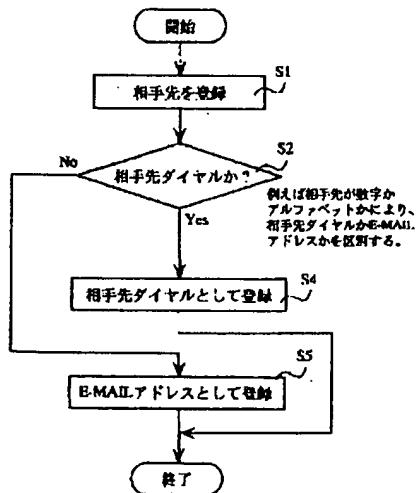 開始
S1
相手先を登録
S2
No
相手先ダイヤルか?
例えば相手先が数字か
アルファベットかにより、
相手先ダイヤルかE-MAIL
アドレスかを区別する。
Yes
S4
相手先ダイヤルとして登録
S5
E-MAILアドレスとして登録
終了